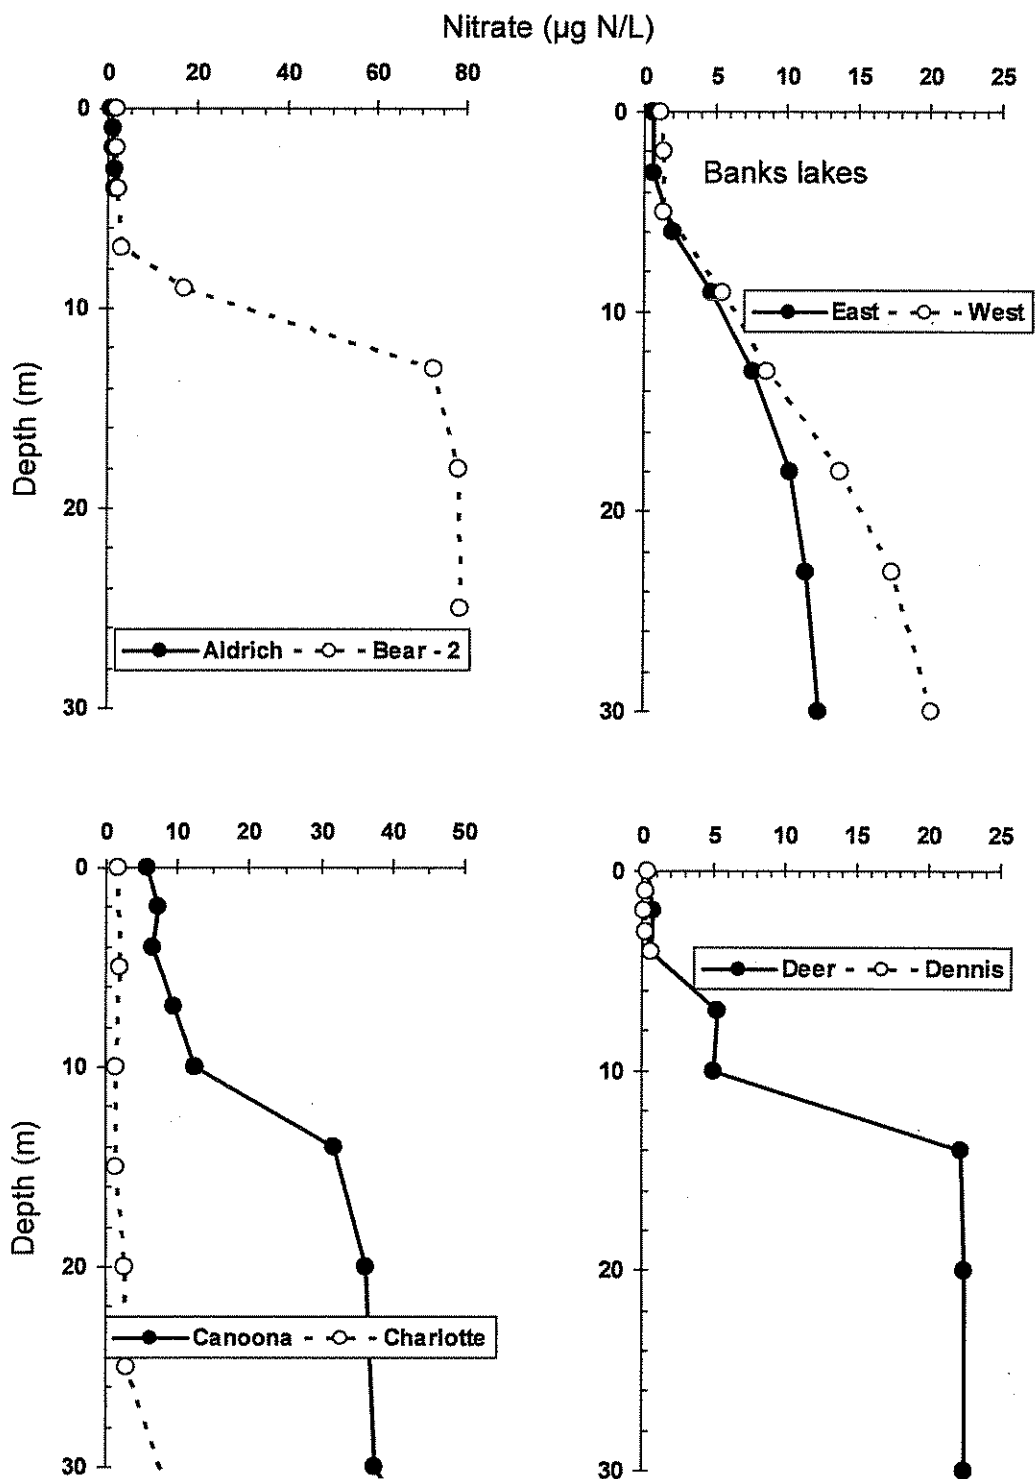 Nitrate (µg N/L)
0 20 40 60 80
0
10
20
30
Depth (m)
Aldrich Bear - 2
0 5 10 15 20 25
0
10
20
30
Banks lakes
East West
0 10 20 30 40 50
0
10
20
30
Depth (m)
Canoona Charlotte
0 5 10 15 20 25
0
10
20
30
Deer Dennis